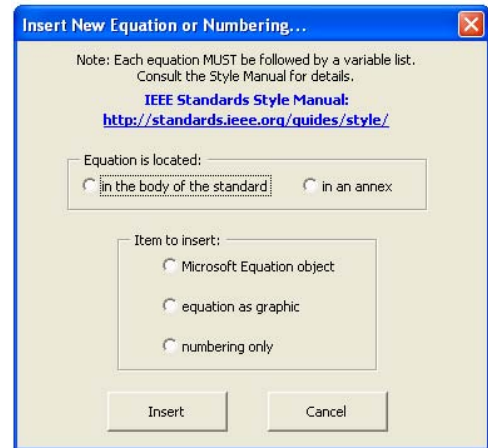 Insert New Equation or Numbering...
Note: Each equation MUST be followed by a variable list.
Consult the Style Manual for details.
IEEE Standards Style Manual:
http://standards.ieee.org/guides/style/
Equation is located:
in the body of the standard in an annex
Item to insert:
Microsoft Equation object
equation as graphic
numbering only
Insert Cancel